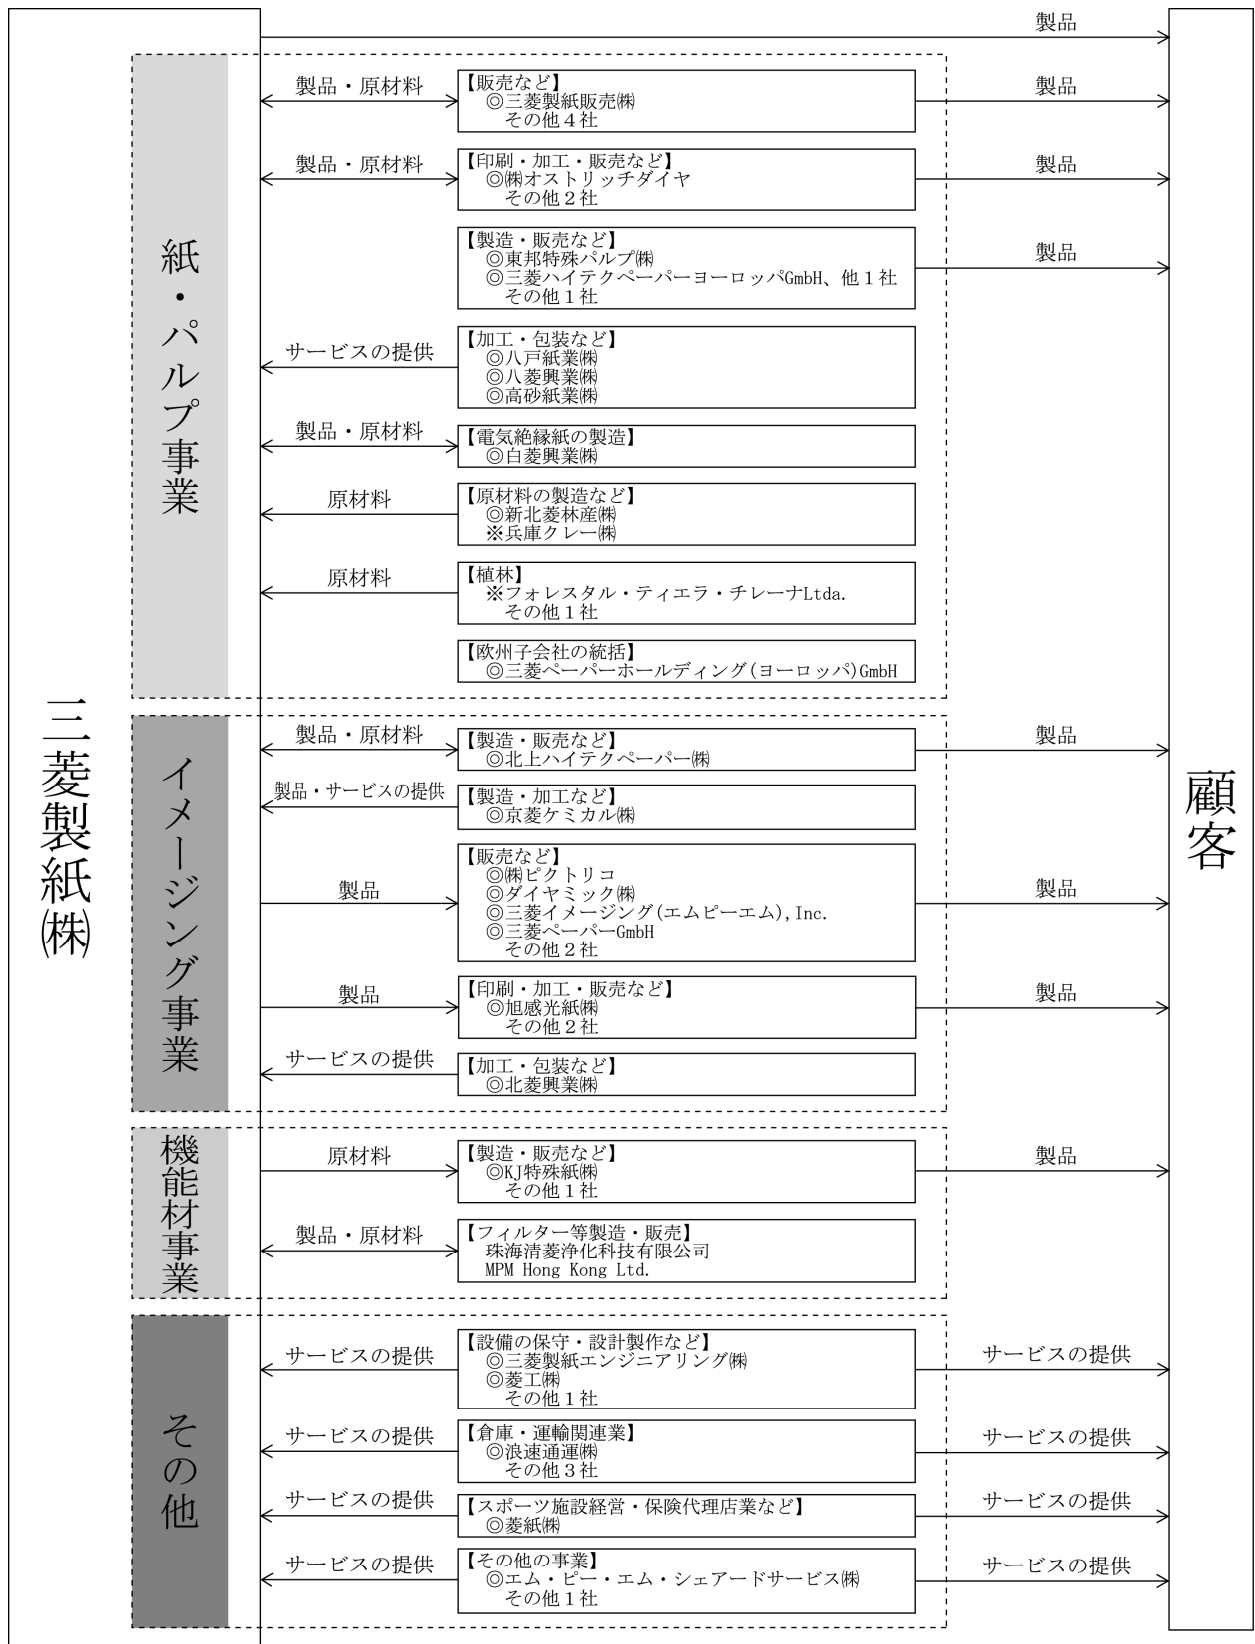 三菱製紙㈱
顧客
製品
紙・パルプ事業
製品・原材料
【販売など】
◎三菱製紙販売㈱
その他４社
製品
製品・原材料
【印刷・加工・販売など】
◎㈱オストリッチダイヤ
その他２社
製品
【製造・販売など】
◎東邦特殊パルプ㈱
◎三菱ハイテクペーパーヨーロッパGmbH、他１社
その他１社
製品
サービスの提供
【加工・包装など】
◎八戸紙業㈱
◎八菱興業㈱
◎高砂紙業㈱
製品・原材料
【電気絶縁紙の製造】
◎白菱興業㈱
原材料
【原材料の製造など】
◎新北菱林産㈱
※兵庫クレー㈱
原材料
【植林】
※フォレスタル・ティエラ・チレーナLtda.
その他１社
【欧州子会社の統括】
◎三菱ペーパーホールディング(ヨーロッパ)GmbH
イメージング事業
製品・原材料
【製造・販売など】
◎北上ハイテクペーパー㈱
製品
製品・サービスの提供
【製造・加工など】
◎京菱ケミカル㈱
製品
【販売など】
◎㈱ピクトリコ
◎ダイヤミック㈱
◎三菱イメージング(エムピーエム),Inc.
◎三菱ペーパーGmbH
その他２社
製品
製品
【印刷・加工・販売など】
◎旭感光紙㈱
その他２社
製品
サービスの提供
【加工・包装など】
◎北菱興業㈱
機能材事業
原材料
【製造・販売など】
◎KJ特殊紙㈱
その他１社
製品
製品・原材料
【フィルター等製造・販売】
珠海清菱浄化科技有限公司
MPM Hong Kong Ltd.
その他
サービスの提供
【設備の保守・設計製作など】
◎三菱製紙エンジニアリング㈱
◎菱工㈱
その他１社
サービスの提供
サービスの提供
【倉庫・運輸関連業】
◎浪速通運㈱
その他３社
サービスの提供
サービスの提供
【スポーツ施設経営・保険代理店業など】
◎菱紙㈱
サービスの提供
サービスの提供
【その他の事業】
◎エム・ピー・エム・シェアードサービス㈱
その他１社
サービスの提供